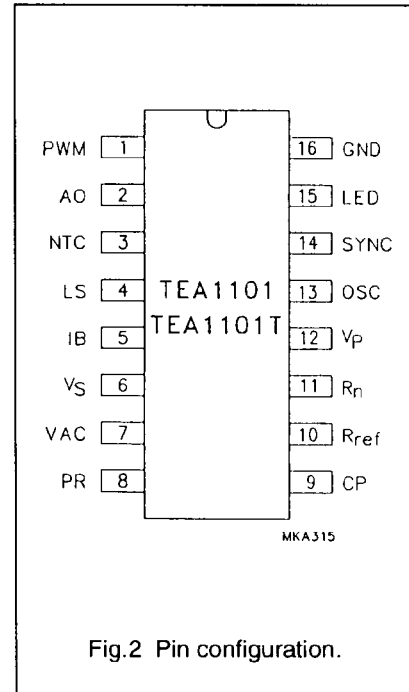 PWM 1 16 GND
AO 2 15 LED
NTC 3 14 SYNC
LS 4 TEA1101 13 OSC
TEA1101T
IB 5 12 VP
VS 6 11 Rn
VAC 7 10 Rref
PR 8 9 CP
MKA315
Fig.2 Pin configuration.